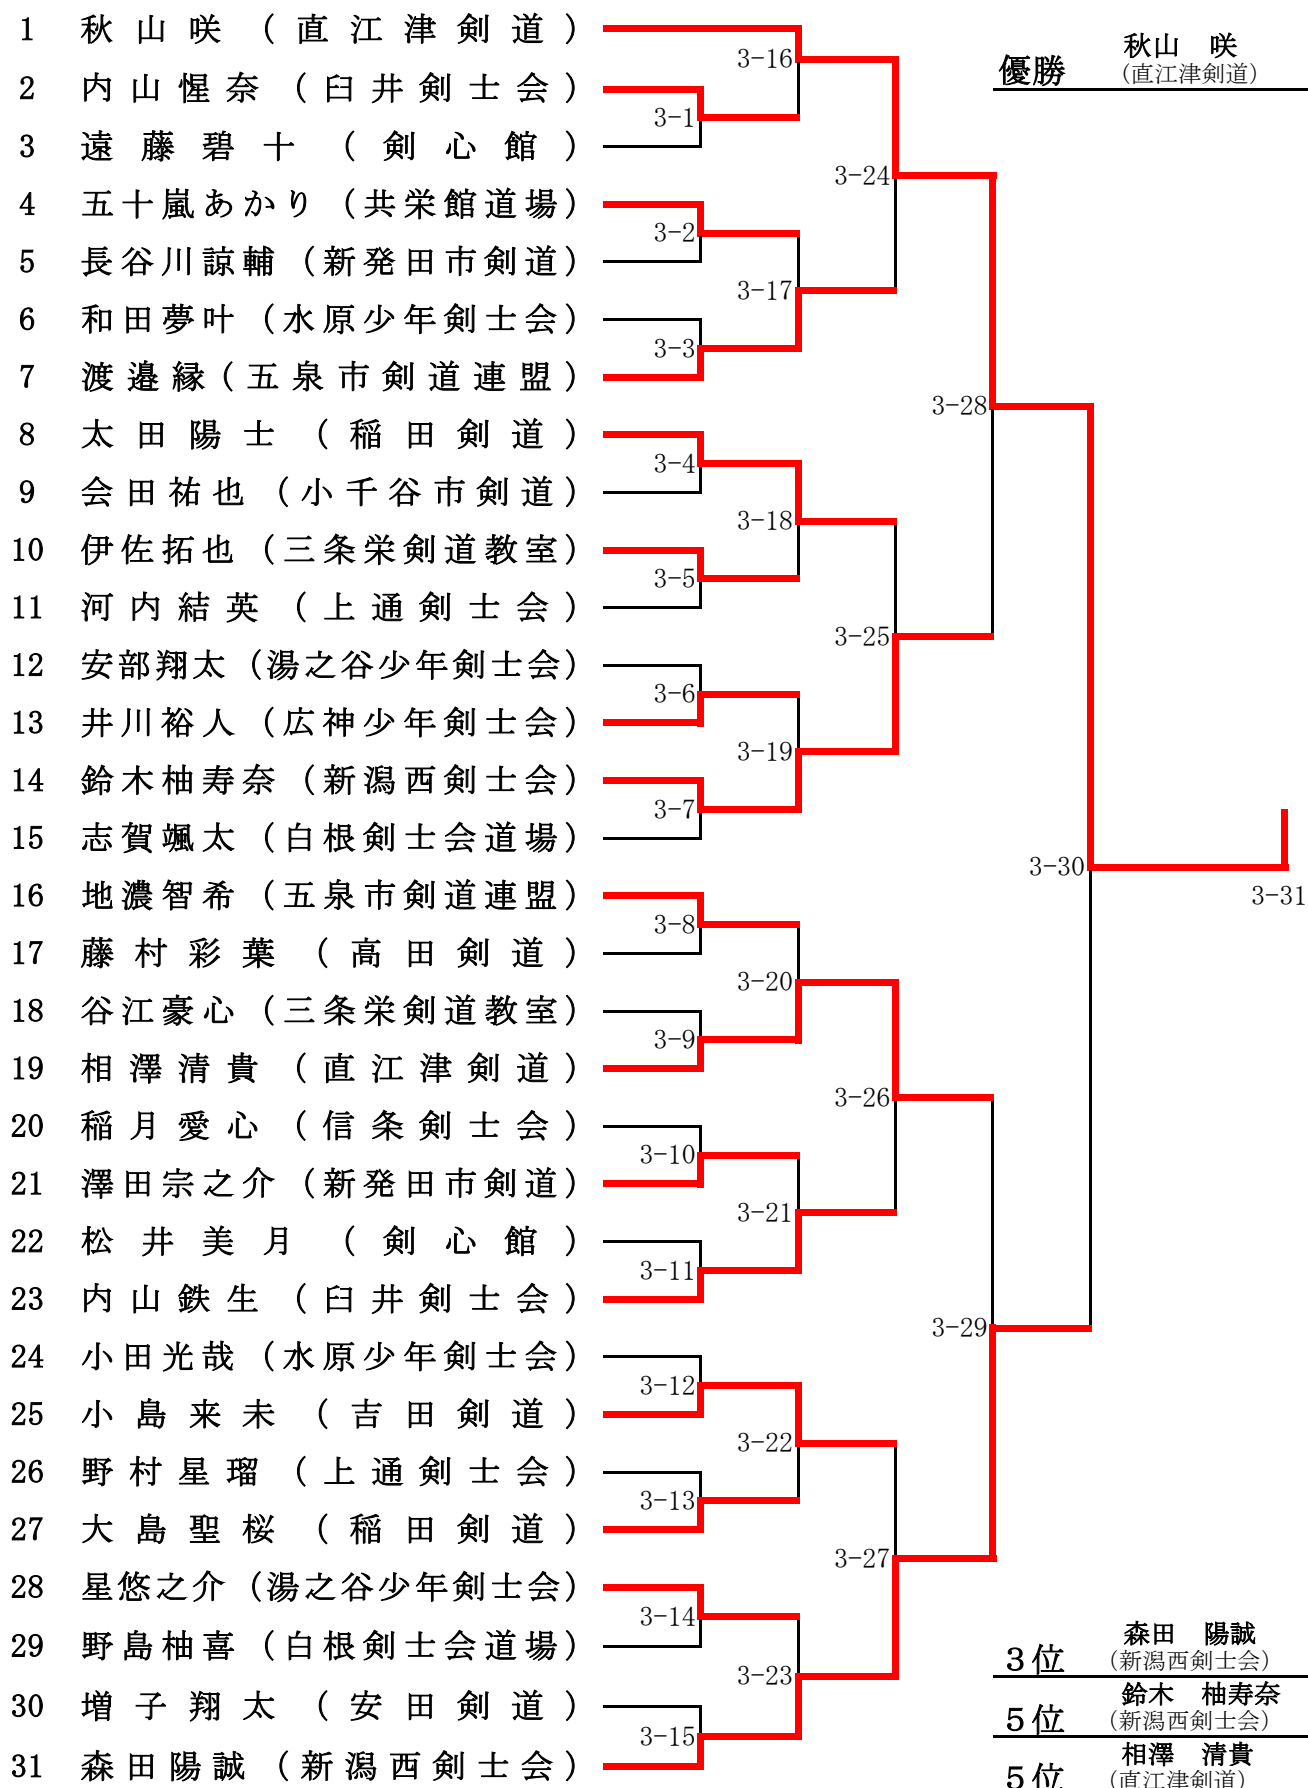 1 秋山咲（直江津剣道）
2 内山惺奈（臼井剣士会）
3 遠藤碧十（剣心館）
4 五十嵐あかり（共栄館道場）
5 長谷川諒輔（新発田市剣道）
6 和田夢叶（水原少年剣士会）
7 渡邉縁（五泉市剣道連盟）
8 太田陽士（稲田剣道）
9 会田祐也（小千谷市剣道）
10 伊佐拓也（三条栄剣道教室）
11 河内結英（上通剣士会）
12 安部翔太（湯之谷少年剣士会）
13 井川裕人（広神少年剣士会）
14 鈴木柚寿奈（新潟西剣士会）
15 志賀颯太（白根剣士会道場）
16 地濃智希（五泉市剣道連盟）
17 藤村彩葉（高田剣道）
18 谷江豪心（三条栄剣道教室）
19 相澤清貴（直江津剣道）
20 稲月愛心（信条剣士会）
21 澤田宗之介（新発田市剣道）
22 松井美月（剣心館）
23 内山鉄生（臼井剣士会）
24 小田光哉（水原少年剣士会）
25 小島来未（吉田剣道）
26 野村星瑠（上通剣士会）
27 大島聖桜（稲田剣道）
28 星悠之介（湯之谷少年剣士会）
29 野島柚喜（白根剣士会道場）
30 増子翔太（安田剣道）
31 森田陽誠（新潟西剣士会）
3-1
3-2
3-3
3-4
3-5
3-6
3-7
3-8
3-9
3-10
3-11
3-12
3-13
3-14
3-15
3-16
3-17
3-18
3-19
3-20
3-21
3-22
3-23
3-24
3-25
3-26
3-27
3-28
3-29
3-30
3-31
優勝 秋山　咲
（直江津剣道）
３位 森田　陽誠
（新潟西剣士会）
５位 鈴木　柚寿奈
（新潟西剣士会）
５位 相澤　清貴
（直江津剣道）